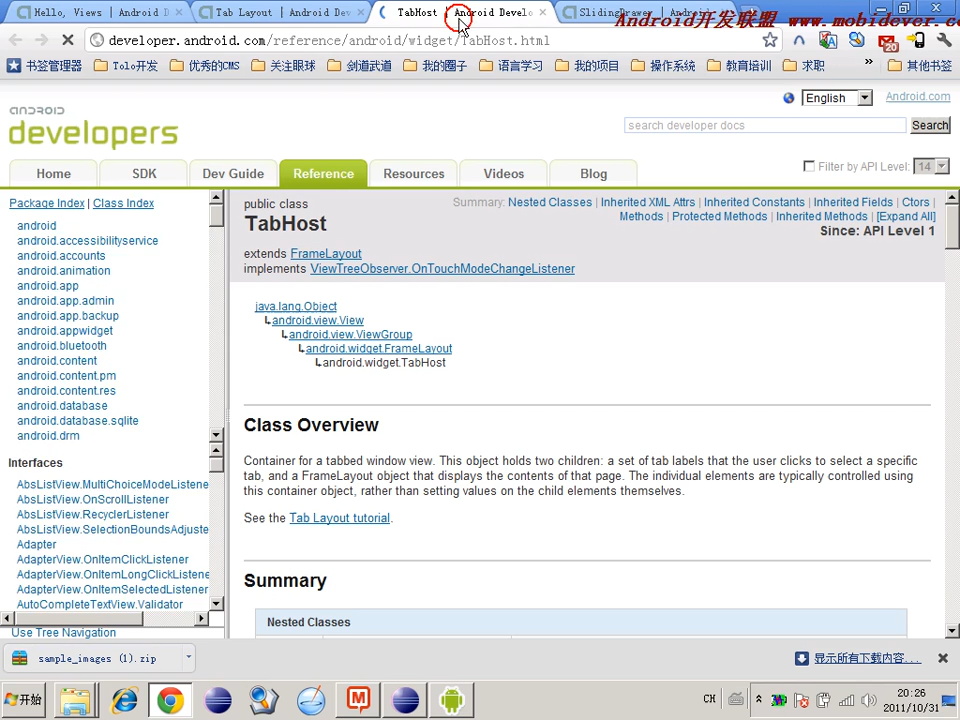 Hello, Views | Android D
Tab Layout | Android Dev
TabHost | Android Develo
SlidingDrawer | Android
Android开发联盟 www.mobidever.co
developer.android.com/reference/android/widget/TabHost.html
20
书签管理器 Tolo开发 优秀的CMS 关注眼球 剑道武道 我的圈子 语言学习 我的项目 操作系统 教育培训 求职 » 其他书签
English Android.com
android
developers
search developer docs Search
Home SDK Dev Guide Reference Resources Videos Blog
Filter by API Level: 14
Package Index | Class Index
android
android.accessibilityservice
android.accounts
android.animation
android.app
android.app.admin
android.app.backup
android.appwidget
android.bluetooth
android.content
android.content.pm
android.content.res
android.database
android.database.sqlite
android.drm
Interfaces
AbsListView.MultiChoiceModeListene
AbsListView.OnScrollListener
AbsListView.RecyclerListener
AbsListView.SelectionBoundsAdjuste
Adapter
AdapterView.OnItemClickListener
AdapterView.OnItemLongClickListene
AdapterView.OnItemSelectedListener
AutoCompleteTextView.Validator
Use Tree Navigation
public class
TabHost
Summary: Nested Classes | Inherited XML Attrs | Inherited Constants | Inherited Fields | Ctors |
Methods | Protected Methods | Inherited Methods | [Expand All]
Since: API Level 1
extends FrameLayout
implements ViewTreeObserver.OnTouchModeChangeListener
java.lang.Object
↳android.view.View
↳android.view.ViewGroup
↳android.widget.FrameLayout
↳android.widget.TabHost
Class Overview
Container for a tabbed window view. This object holds two children: a set of tab labels that the user clicks to select a specific
tab, and a FrameLayout object that displays the contents of that page. The individual elements are typically controlled using
this container object, rather than setting values on the child elements themselves.
See the Tab Layout tutorial.
Summary
Nested Classes
sample_images (1).zip
显示所有下载内容...
开始
CH
20:26
2011/10/31